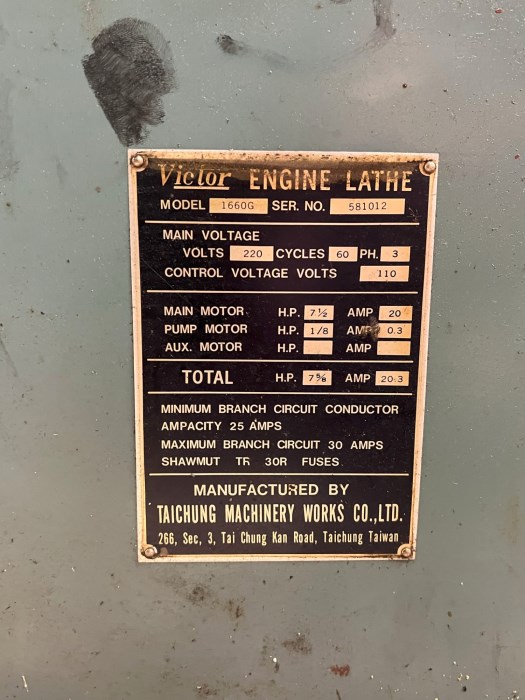 Victor ENGINE LATHE
MODEL 1660G SER. NO. 581012
MAIN VOLTAGE
VOLTS 220 CYCLES 60 PH. 3
CONTROL VOLTAGE VOLTS 110
MAIN MOTOR H.P. 7½ AMP 20
PUMP MOTOR H.P. 1/8 AMP 0.3
AUX. MOTOR H.P. AMP
TOTAL H.P. 7⅝ AMP 20.3
MINIMUM BRANCH CIRCUIT CONDUCTOR
AMPACITY 25 AMPS
MAXIMUM BRANCH CIRCUIT 30 AMPS
SHAWMUT TR 30R FUSES
MANUFACTURED BY
TAICHUNG MACHINERY WORKS CO.,LTD.
266, Sec, 3, Tai Chung Kan Road, Taichung Taiwan